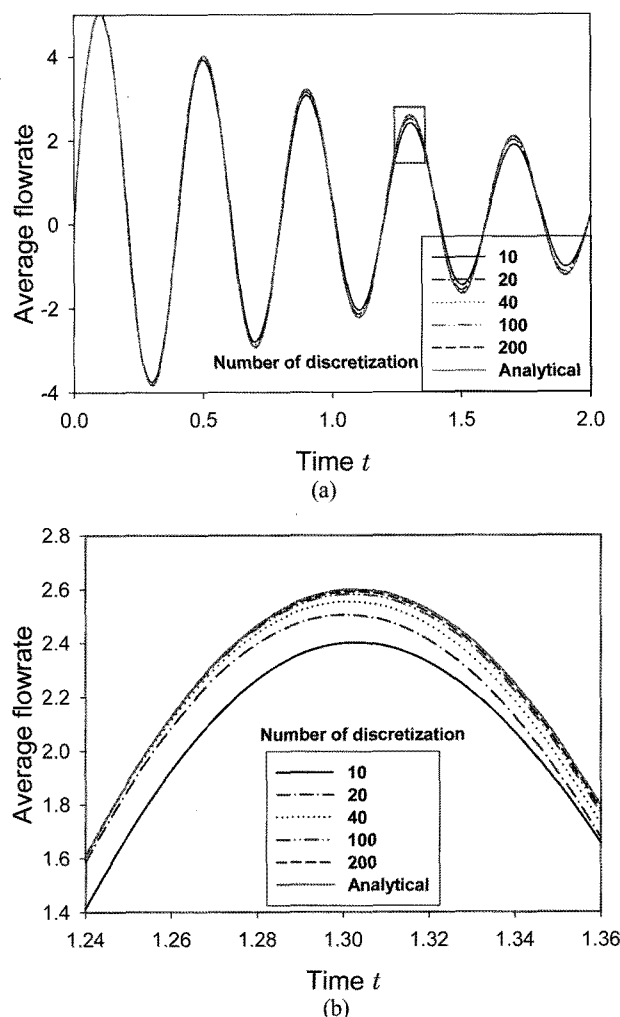 4
2
0
-2
-4
Average flowrate
10
20
40
100
200
Analytical
Number of discretization
0.0 0.5 1.0 1.5 2.0
Time t
(a)
2.8
2.6
2.4
2.2
2.0
1.8
1.6
1.4
Average flowrate
Number of discretization
10
20
40
100
200
Analytical
1.24 1.26 1.28 1.30 1.32 1.34 1.36
Time t
(b)